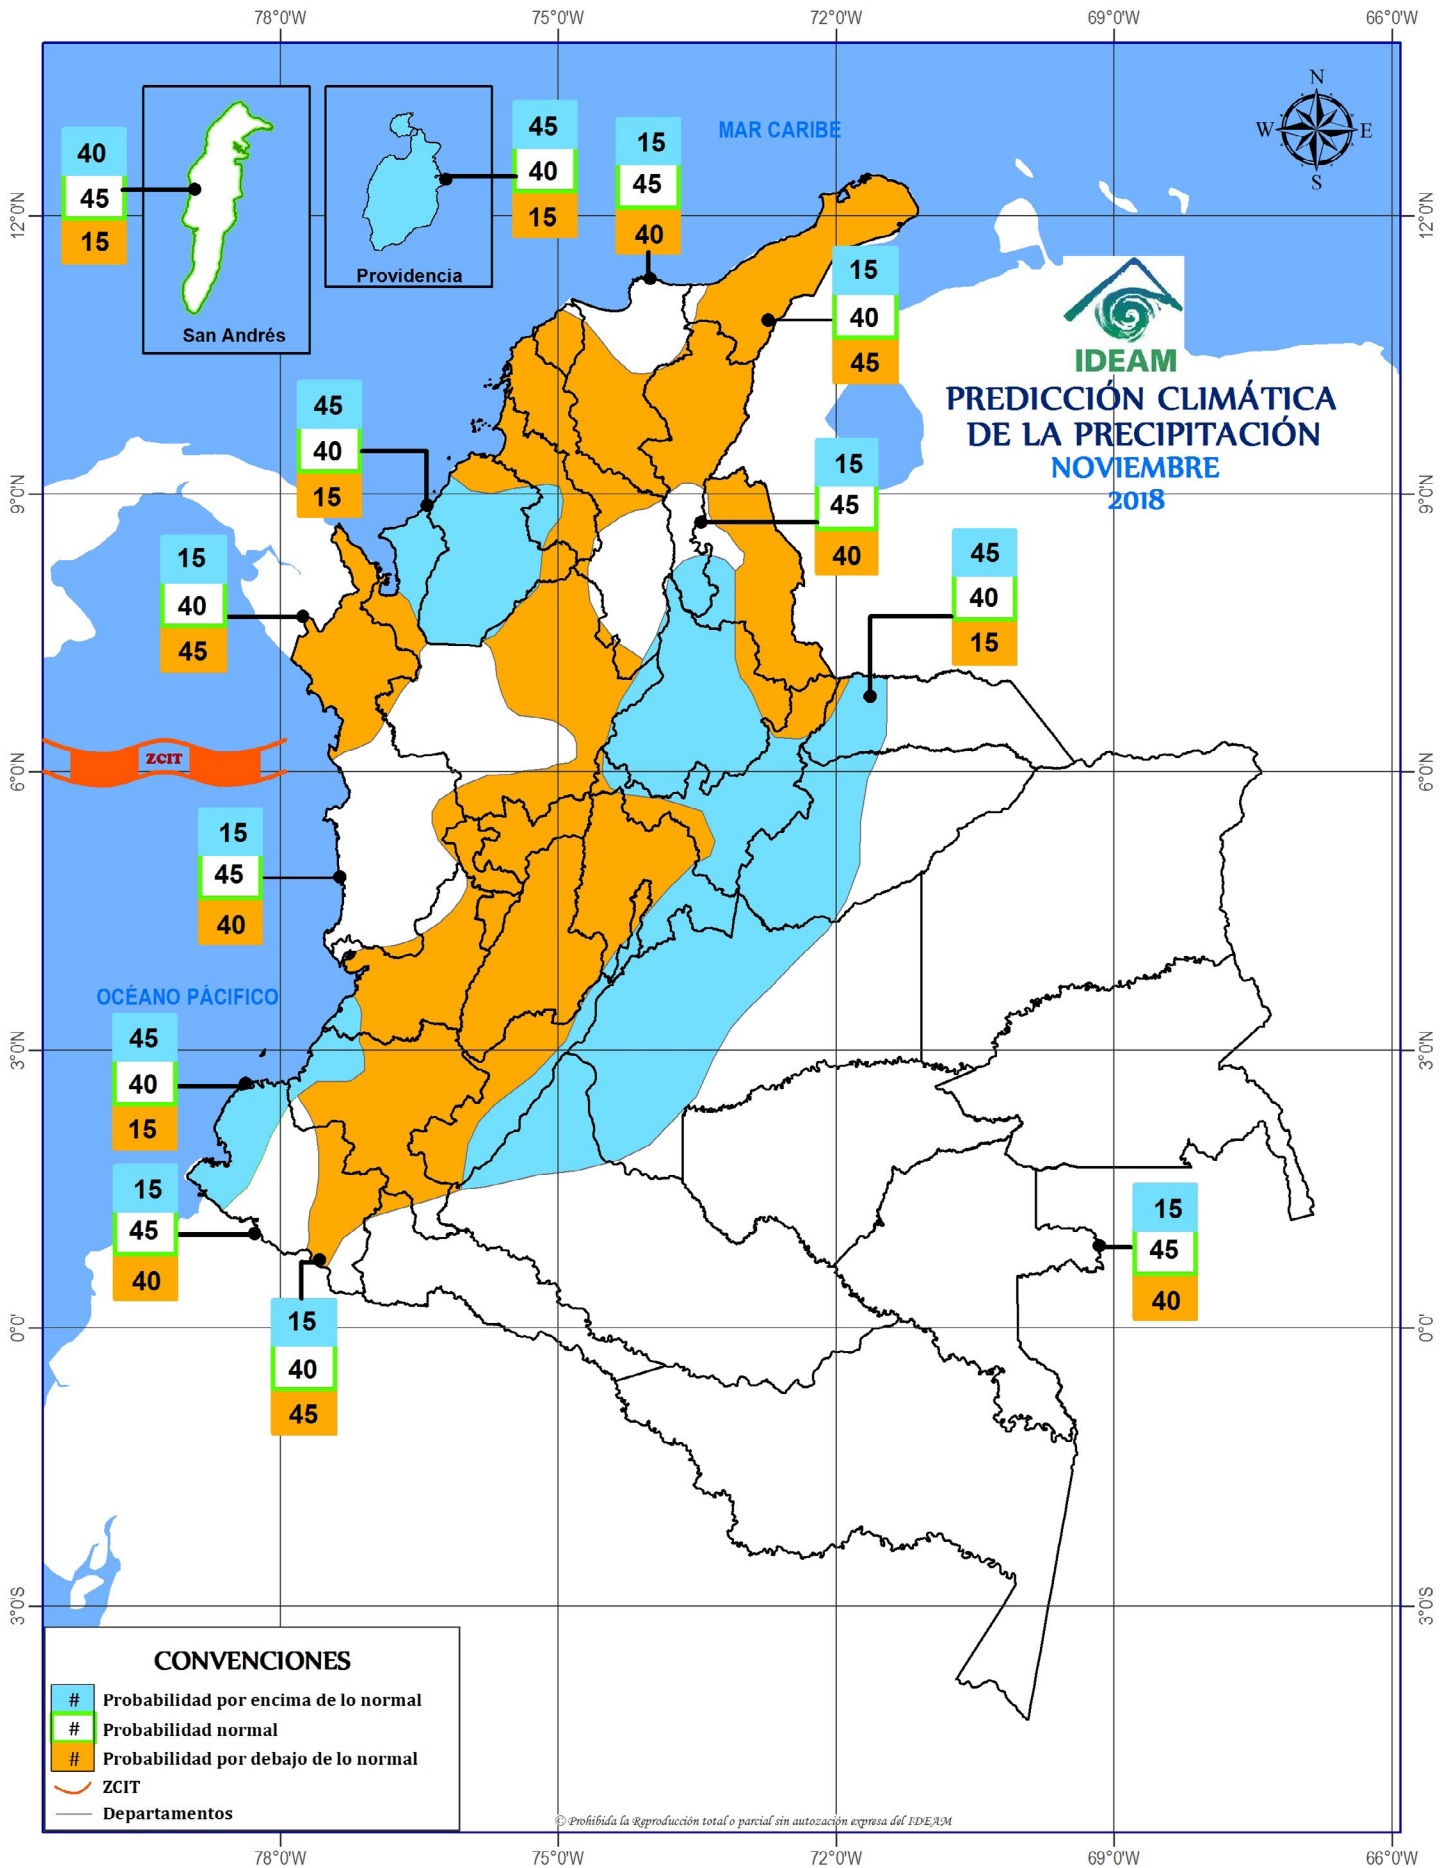 78°0'W
75°0'W
72°0'W
69°0'W
66°0'W
12°0'N
9°0'N
6°0'N
3°0'N
0°0'
3°0'S
12°0'N
9°0'N
6°0'N
3°0'N
0°0'
3°0'S
N
W
E
S
MAR CARIBE
40
45
15
San Andrés
Providencia
45
40
15
15
45
40
15
40
45
IDEAM
PREDICCIÓN CLIMÁTICA
DE LA PRECIPITACIÓN
NOVIEMBRE
2018
45
40
15
15
45
40
15
40
45
45
40
15
ZCIT
15
45
40
OCÉANO PÁCIFICO
45
40
15
15
45
40
15
45
40
15
40
45
CONVENCIONES
# Probabilidad por encima de lo normal
# Probabilidad normal
# Probabilidad por debajo de lo normal
ZCIT
Departamentos
© Prohibida la Reproducción total o parcial sin autozación expresa del IDEAM
78°0'W
75°0'W
72°0'W
69°0'W
66°0'W